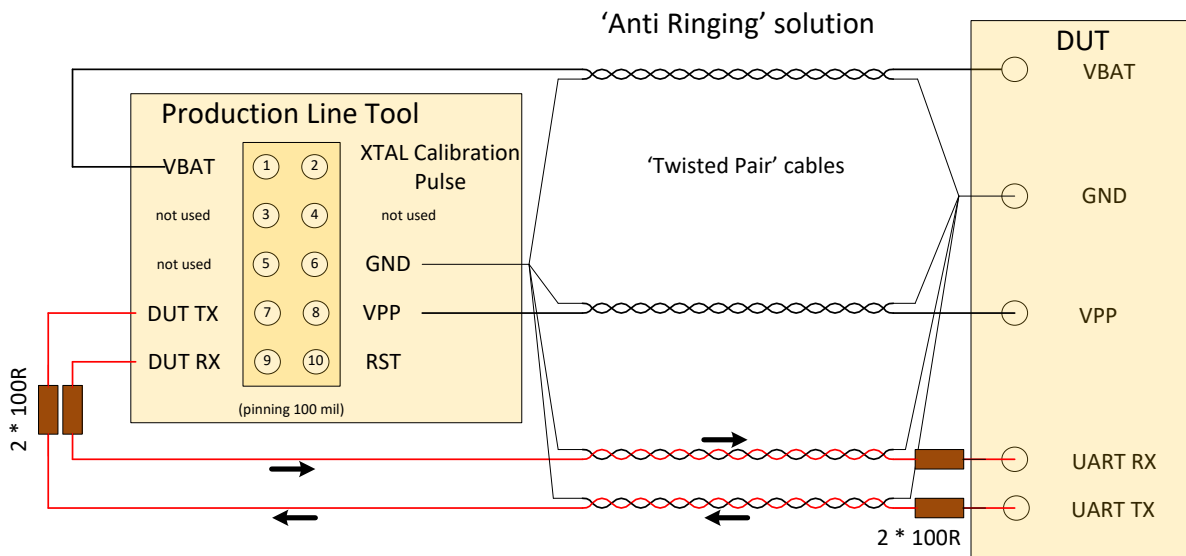 ‘Anti Ringing’ solution
DUT
VBAT
GND
VPP
UART RX
UART TX
Production Line Tool
VBAT
1
2
XTAL Calibration
Pulse
not used
3
4
not used
not used
5
6
GND
DUT TX
7
8
VPP
DUT RX
9
10
RST
(pinning 100 mil)
‘Twisted Pair’ cables
2 * 100R
2 * 100R